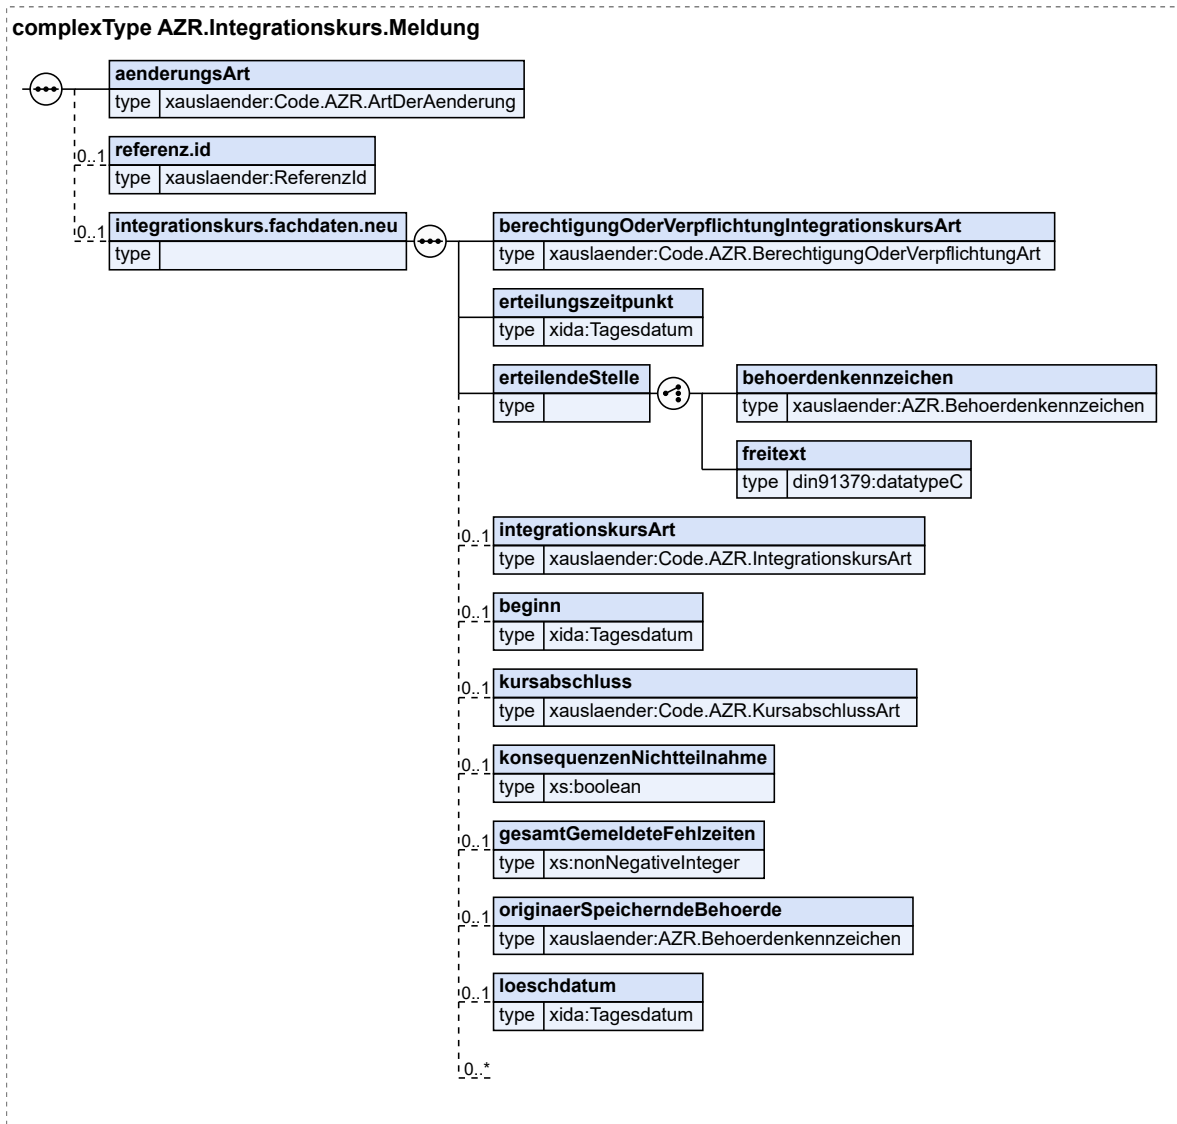 complexType AZR.Integrationskurs.Meldung
aenderungsArt
type xauslaender:Code.AZR.ArtDerAenderung
0..1 referenz.id
type xauslaender:ReferenzId
0..1 integrationskurs.fachdaten.neu
type
berechtigungOderVerpflichtungIntegrationskursArt
type xauslaender:Code.AZR.BerechtigungOderVerpflichtungArt
erteilungszeitpunkt
type xida:Tagesdatum
erteilendeStelle
type
behoerdenkennzeichen
type xauslaender:AZR.Behoerdenkennzeichen
freitext
type din91379:datatypeC
0..1 integrationskursArt
type xauslaender:Code.AZR.IntegrationskursArt
0..1 beginn
type xida:Tagesdatum
0..1 kursabschluss
type xauslaender:Code.AZR.KursabschlussArt
0..1 konsequenzenNichtteilnahme
type xs:boolean
0..1 gesamtGemeldeteFehlzeiten
type xs:nonNegativeInteger
0..1 originaerSpeicherndeBehoerde
type xauslaender:AZR.Behoerdenkennzeichen
0..1 loeschdatum
type xida:Tagesdatum
0..*